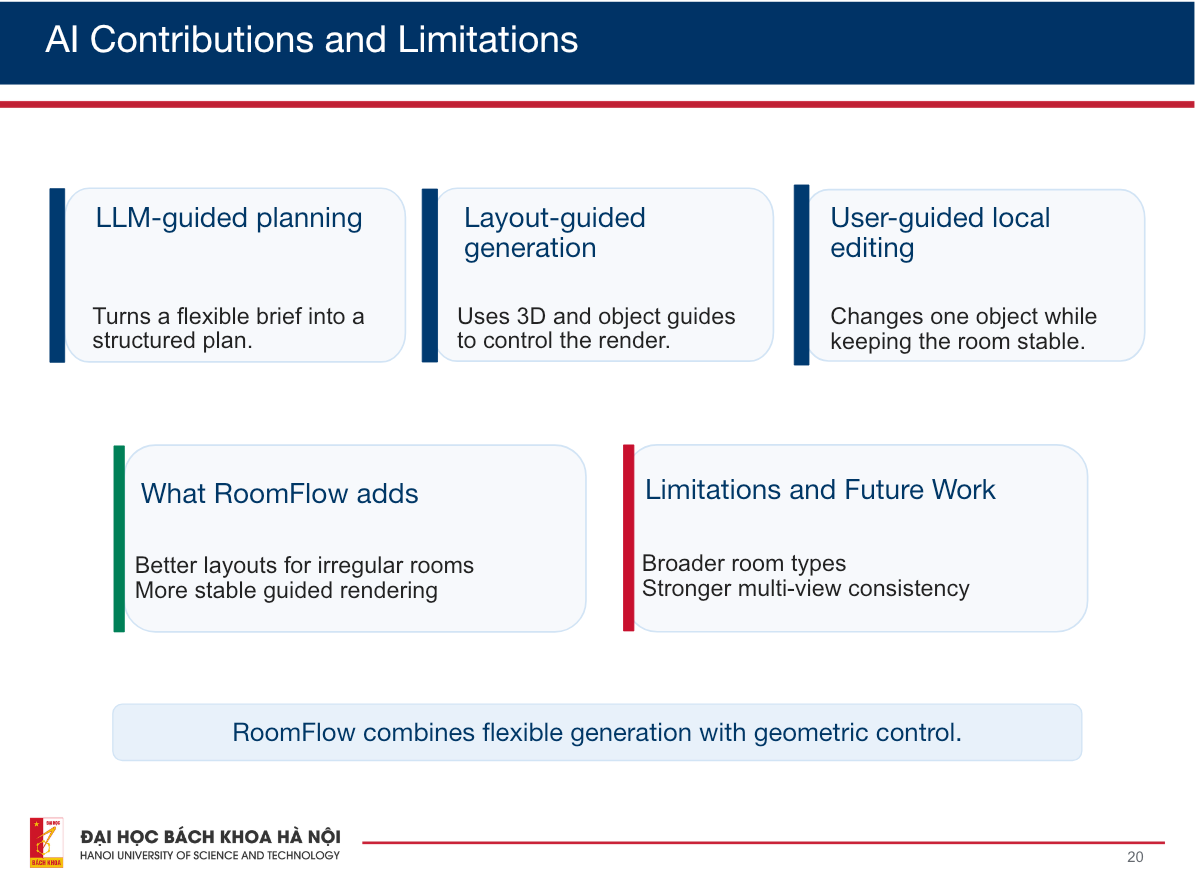 AI Contributions and Limitations
LLM-guided planning
Turns a flexible brief into a
structured plan.
Layout-guided
generation
Uses 3D and object guides
to control the render.
User-guided local
editing
Changes one object while
keeping the room stable.
What RoomFlow adds
Better layouts for irregular rooms
More stable guided rendering
Limitations and Future Work
Broader room types
Stronger multi-view consistency
RoomFlow combines flexible generation with geometric control.
ĐẠI HỌC
BÁCH KHOA
ĐẠI HỌC BÁCH KHOA HÀ NỘI
HANOI UNIVERSITY OF SCIENCE AND TECHNOLOGY
20